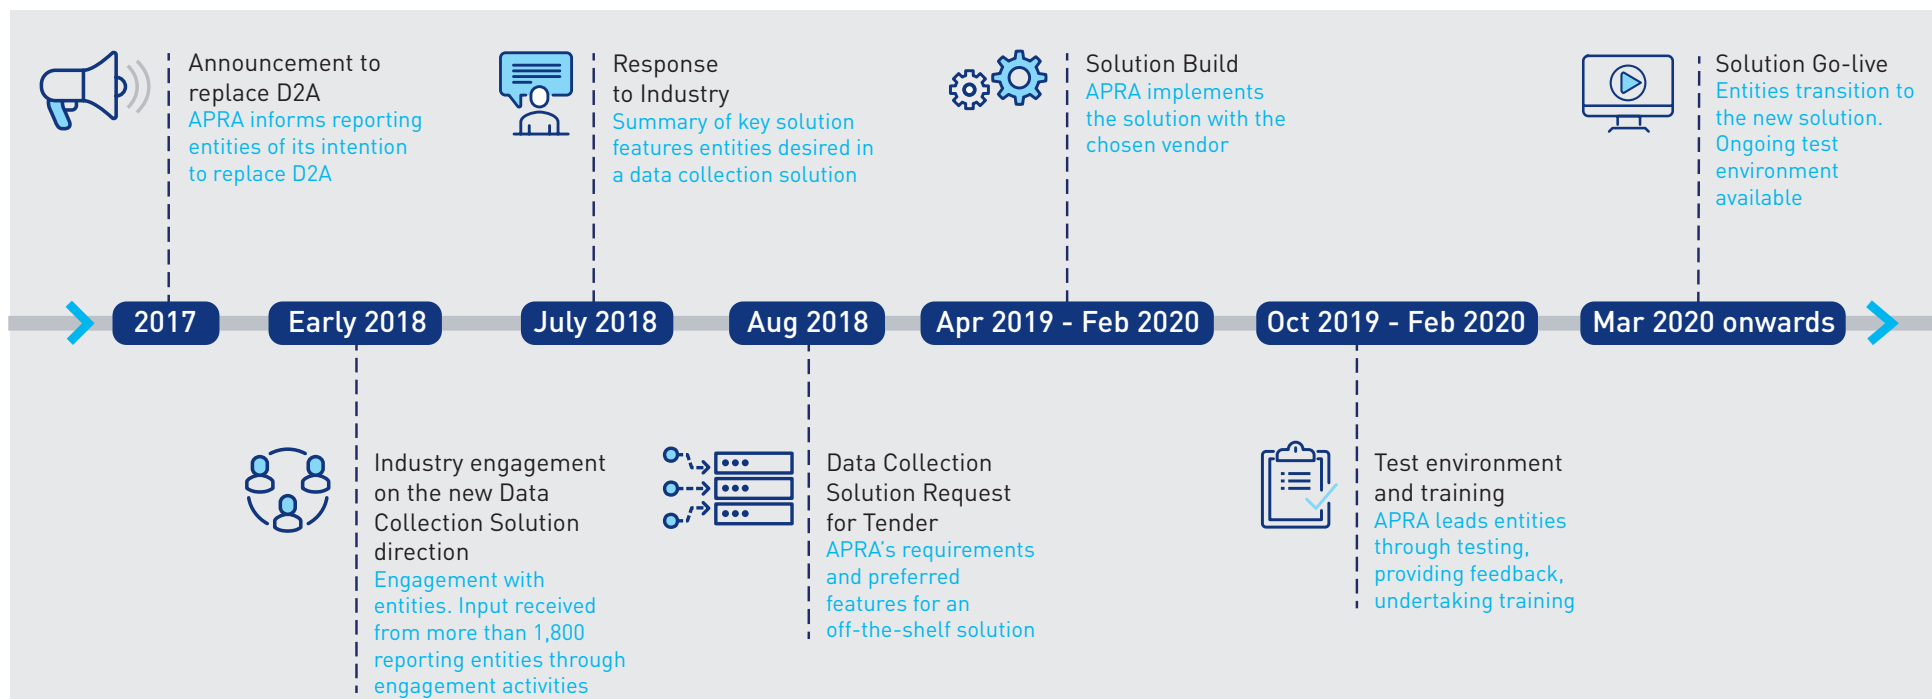 Announcement to
replace D2A
APRA informs reporting
entities of its intention
to replace D2A
Response
to Industry
Summary of key solution
features entities desired in
a data collection solution
Solution Build
APRA implements
the solution with the
chosen vendor
Solution Go-live
Entities transition to
the new solution.
Ongoing test
environment
available
2017
Early 2018
July 2018
Aug 2018
Apr 2019 - Feb 2020
Oct 2019 - Feb 2020
Mar 2020 onwards
Industry engagement
on the new Data
Collection Solution
direction
Engagement with
entities. Input received
from more than 1,800
reporting entities through
engagement activities
Data Collection
Solution Request
for Tender
APRA’s requirements
and preferred
features for an
off-the-shelf solution
Test environment
and training
APRA leads entities
through testing,
providing feedback,
undertaking training